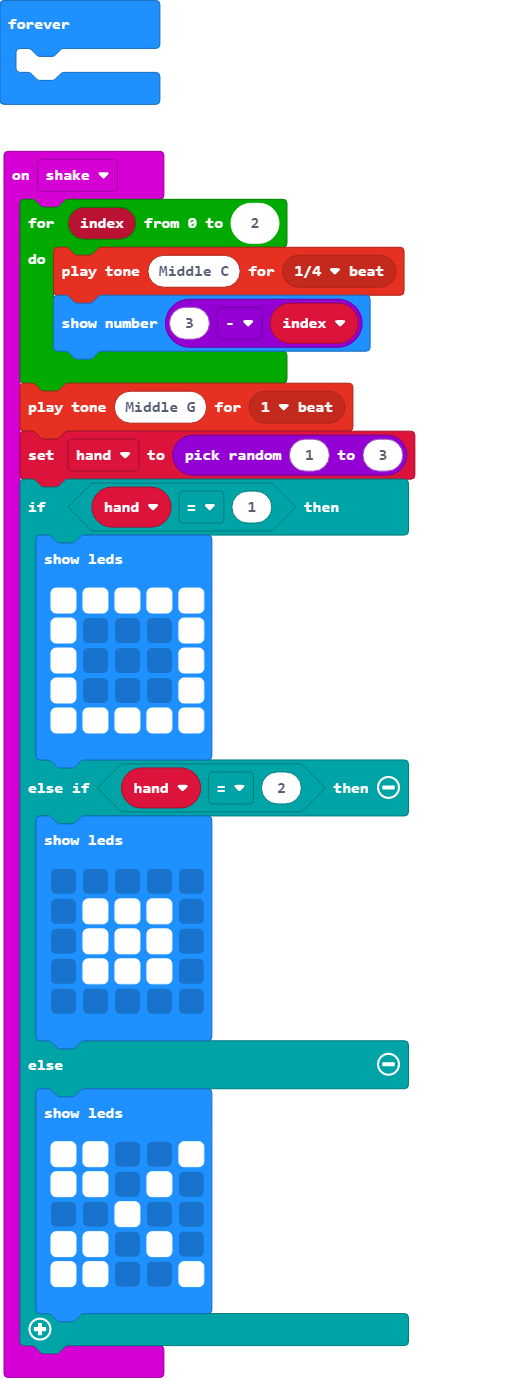 forever
on shake
for index from 0 to 2
do
play tone Middle C for 1/4 beat
show number 3 - index
play tone Middle G for 1 beat
set hand to pick random 1 to 3
if hand = 1 then
show leds
else if hand = 2 then
show leds
else
show leds